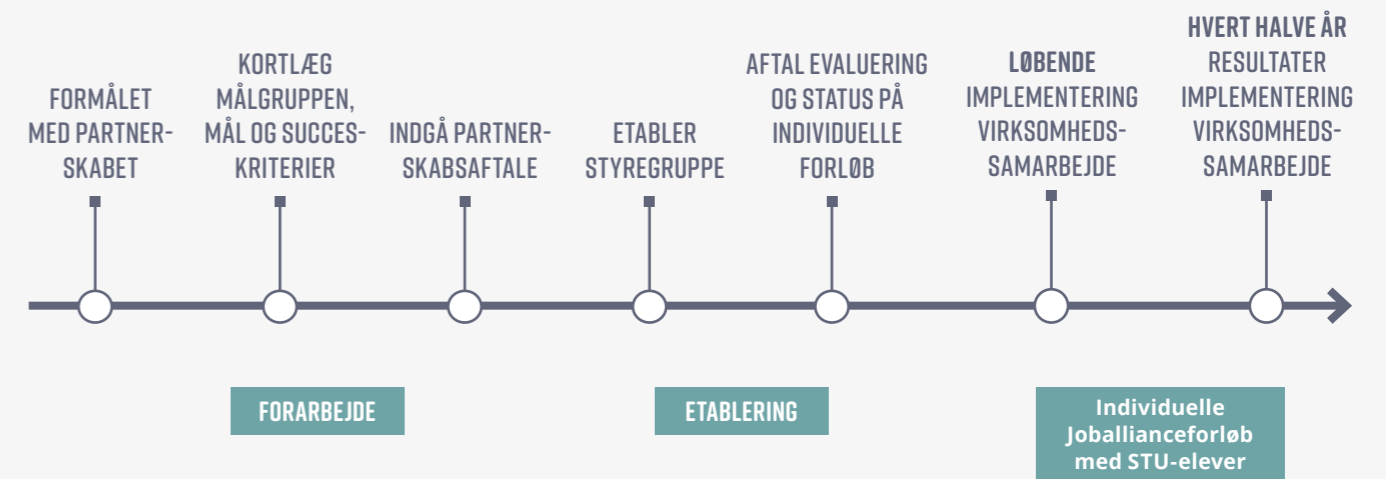 FORMÅLET
MED PARTNER-
SKABET
KORTLÆG
MÅLGRUPPEN,
MÅL OG SUCCES-
KRITERIER
INDGÅ PARTNER-
SKABSAFTALE
ETABLER
STYREGRUPPE
AFTAL EVALUERING
OG STATUS PÅ
INDIVIDUELLE
FORLØB
LØBENDE
IMPLEMENTERING
VIRKSOMHEDS-
SAMARBEJDE
HVERT HALVE ÅR
RESULTATER
IMPLEMENTERING
VIRKSOMHEDS-
SAMARBEJDE
FORARBEJDE
ETABLERING
Individuelle
Joballianceforløb
med STU-elever